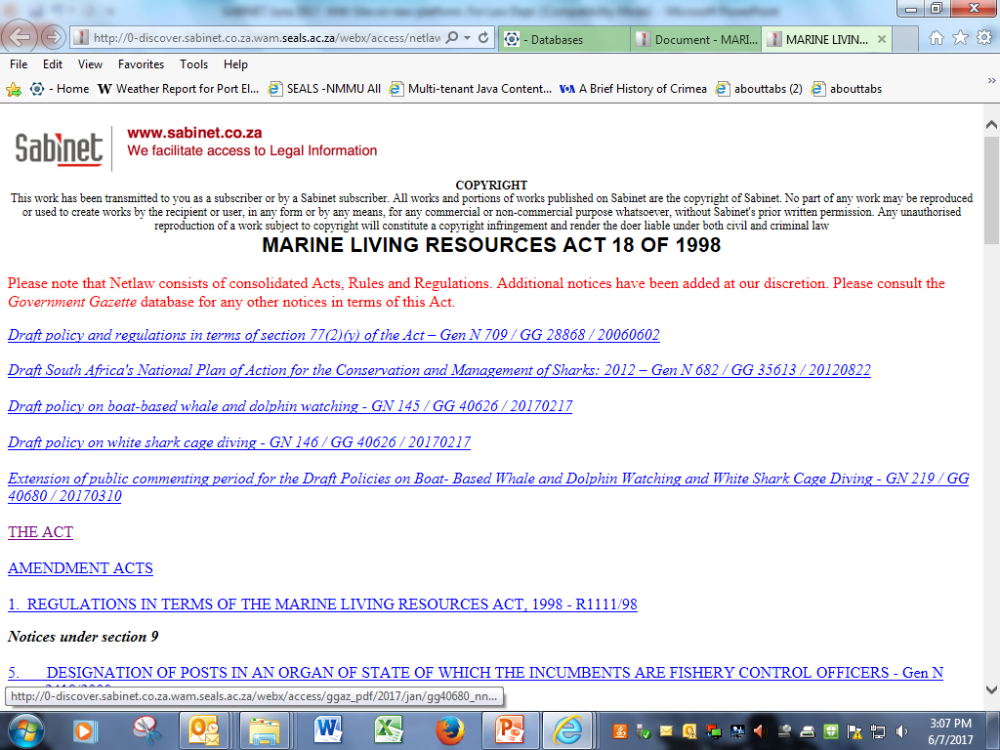 SABINET June 2017. With Site on new platform. For Law Dept [Compatibility Mode] - Microsoft PowerPoint
http://0-discover.sabinet.co.za.wam.seals.ac.za/webx/access/netlaw
- Databases
Document - MARI...
MARINE LIVIN...
File Edit View Favorites Tools Help
- Home
Weather Report for Port El...
SEALS -NMMU All
Multi-tenant Java Content...
VOA A Brief History of Crimea
abouttabs (2)
abouttabs
Sabinet
www.sabinet.co.za
We facilitate access to Legal Information
COPYRIGHT
This work has been transmitted to you as a subscriber or by a Sabinet subscriber. All works and portions of works published on Sabinet are the copyright of Sabinet. No part of any work may be reproduced
or used to create works by the recipient or user, in any form or by any means, for any commercial or non-commercial purpose whatsoever, without Sabinet's prior written permission. Any unauthorised
reproduction of a work subject to copyright will constitute a copyright infringement and render the doer liable under both civil and criminal law
MARINE LIVING RESOURCES ACT 18 OF 1998
Please note that Netlaw consists of consolidated Acts, Rules and Regulations. Additional notices have been added at our discretion. Please consult the
Government Gazette database for any other notices in terms of this Act.
Draft policy and regulations in terms of section 77(2)(y) of the Act – Gen N 709 / GG 28868 / 20060602
Draft South Africa's National Plan of Action for the Conservation and Management of Sharks: 2012 – Gen N 682 / GG 35613 / 20120822
Draft policy on boat-based whale and dolphin watching - GN 145 / GG 40626 / 20170217
Draft policy on white shark cage diving - GN 146 / GG 40626 / 20170217
Extension of public commenting period for the Draft Policies on Boat- Based Whale and Dolphin Watching and White Shark Cage Diving - GN 219 / GG
40680 / 20170310
THE ACT
AMENDMENT ACTS
1. REGULATIONS IN TERMS OF THE MARINE LIVING RESOURCES ACT, 1998 - R1111/98
Notices under section 9
5. DESIGNATION OF POSTS IN AN ORGAN OF STATE OF WHICH THE INCUMBENTS ARE FISHERY CONTROL OFFICERS - Gen N
http://0-discover.sabinet.co.za.wam.seals.ac.za/webx/access/ggaz_pdf/2017/jan/gg40680_nn...
3:07 PM
6/7/2017